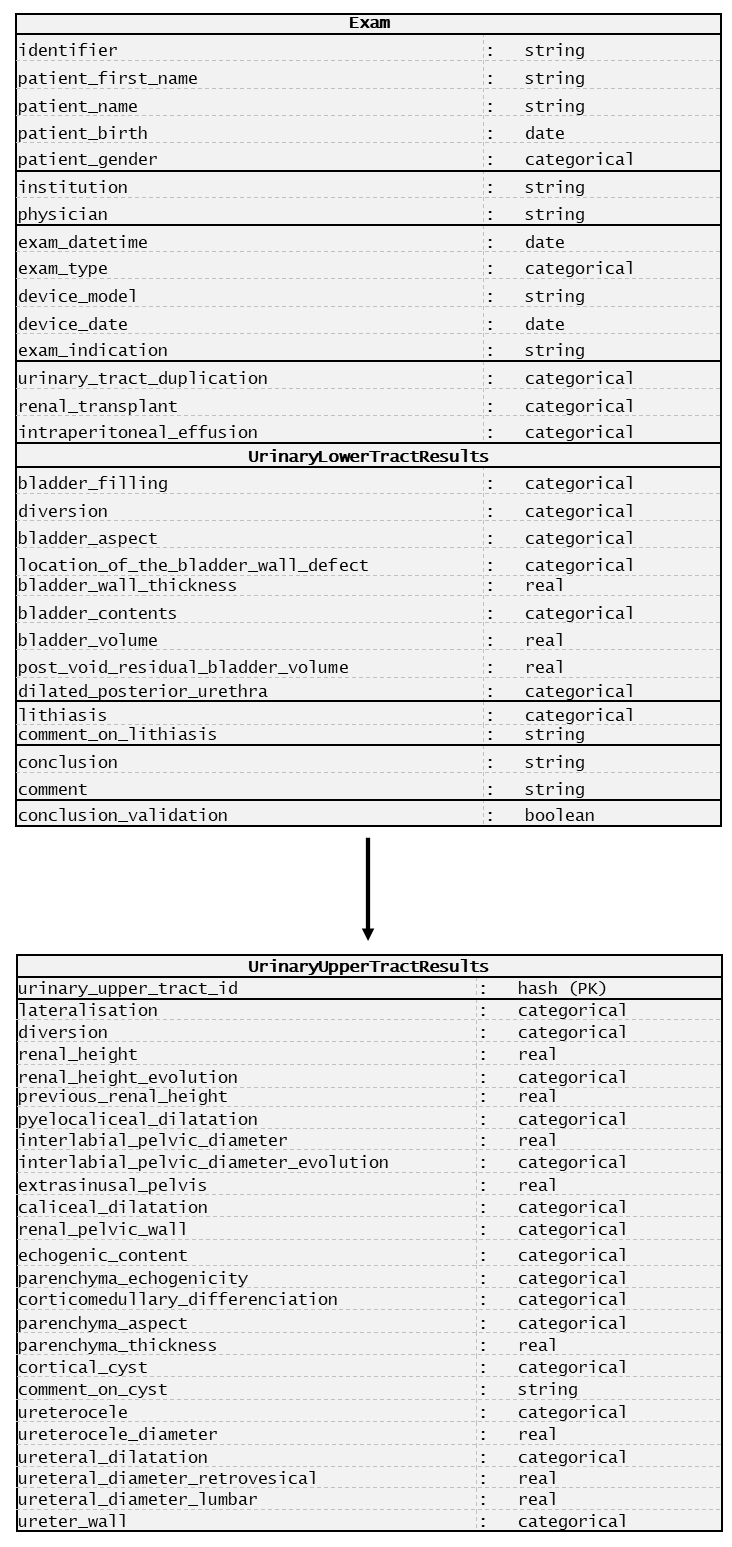 Exam
identifier : string
patient_first_name : string
patient_name : string
patient_birth : date
patient_gender : categorical
institution : string
physician : string
exam_datetime : date
exam_type : categorical
device_model : string
device_date : date
exam_indication : string
urinary_tract_duplication : categorical
renal_transplant : categorical
intraperitoneal_effusion : categorical
UrinaryLowerTractResults
bladder_filling : categorical
diversion : categorical
bladder_aspect : categorical
location_of_the_bladder_wall_defect : categorical
bladder_wall_thickness : real
bladder_contents : categorical
bladder_volume : real
post_void_residual_bladder_volume : real
dilated_posterior_urethra : categorical
lithiasis : categorical
comment_on_lithiasis : string
conclusion : string
comment : string
conclusion_validation : boolean
UrinaryUpperTractResults
urinary_upper_tract_id : hash (PK)
lateralisation : categorical
diversion : categorical
renal_height : real
renal_height_evolution : categorical
previous_renal_height : real
pyelocaliceal_dilatation : categorical
interlabial_pelvic_diameter : real
interlabial_pelvic_diameter_evolution : categorical
extrasinusal_pelvis : real
caliceal_dilatation : categorical
renal_pelvic_wall : categorical
echogenic_content : categorical
parenchyma_echogenicity : categorical
corticomedullary_differenciation : categorical
parenchyma_aspect : categorical
parenchyma_thickness : real
cortical_cyst : categorical
comment_on_cyst : string
ureterocele : categorical
ureterocele_diameter : real
ureteral_dilatation : categorical
ureteral_diameter_retrovesical : real
ureteral_diameter_lumbar : real
ureter_wall : categorical